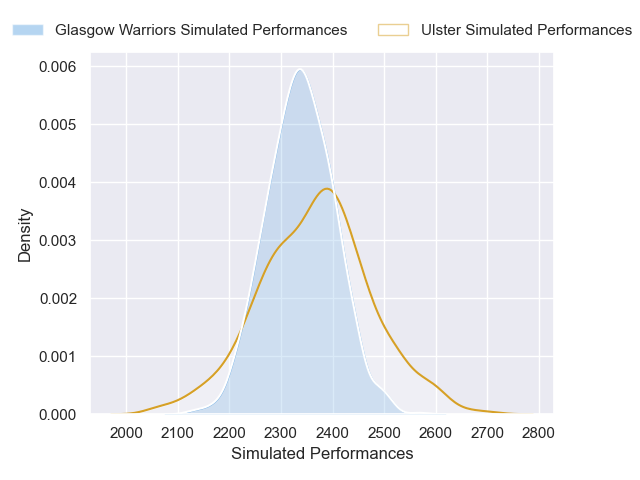 Glasgow Warriors Simulated Performances Ulster Simulated Performances
0.006
0.005
0.004
0.003
0.002
0.001
0.000
Density
2000 2100 2200 2300 2400 2500 2600 2700 2800
Simulated Performances